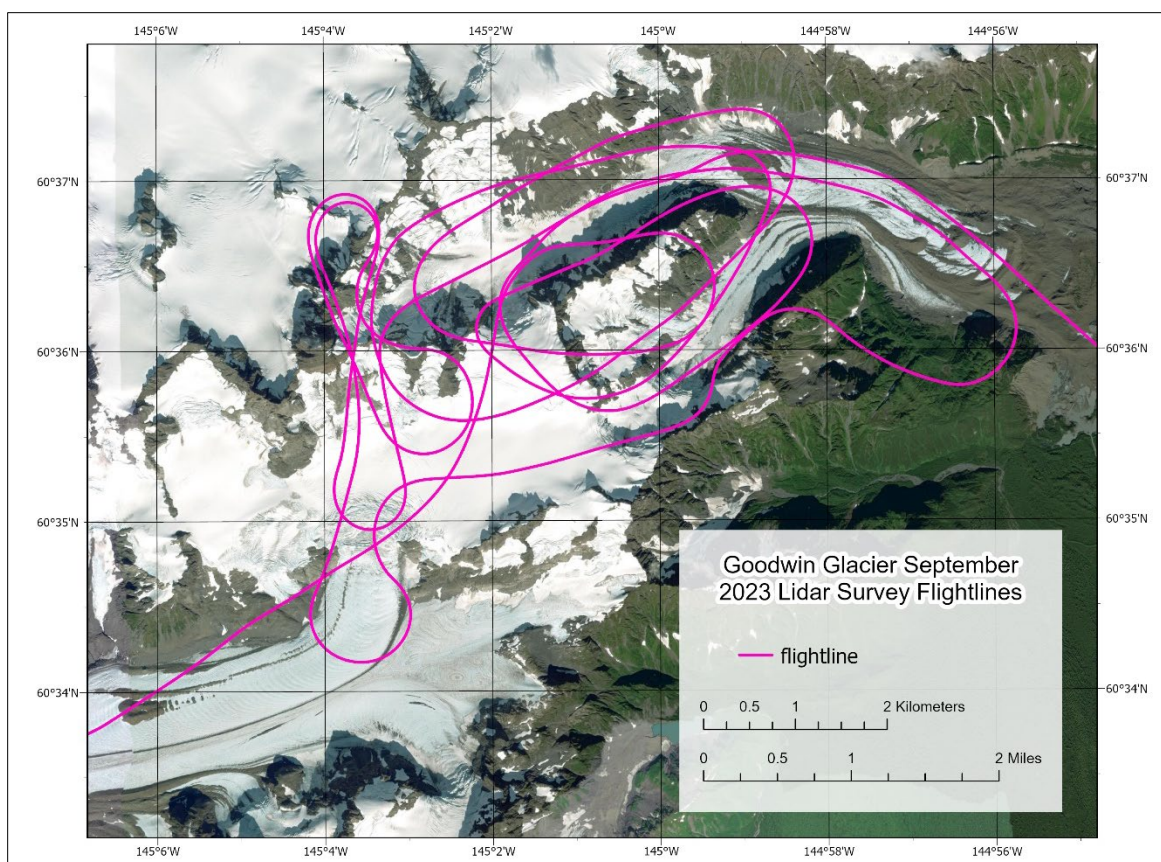 145°6'W 145°4'W 145°2'W 145°0' 144°58'W 144°56'W
60°37'N 60°37'N
60°36'N 60°36'N
60°35'N 60°35'N
Goodwin Glacier September
2023 Lidar Survey Flightlines
flightline
60°34'N 60°34'N
0 0.5 1 2 Kilometers
0 0.5 1 2 Miles
145°6'W 145°4'W 145°2'W 145°0' 144°58'W 144°56'W